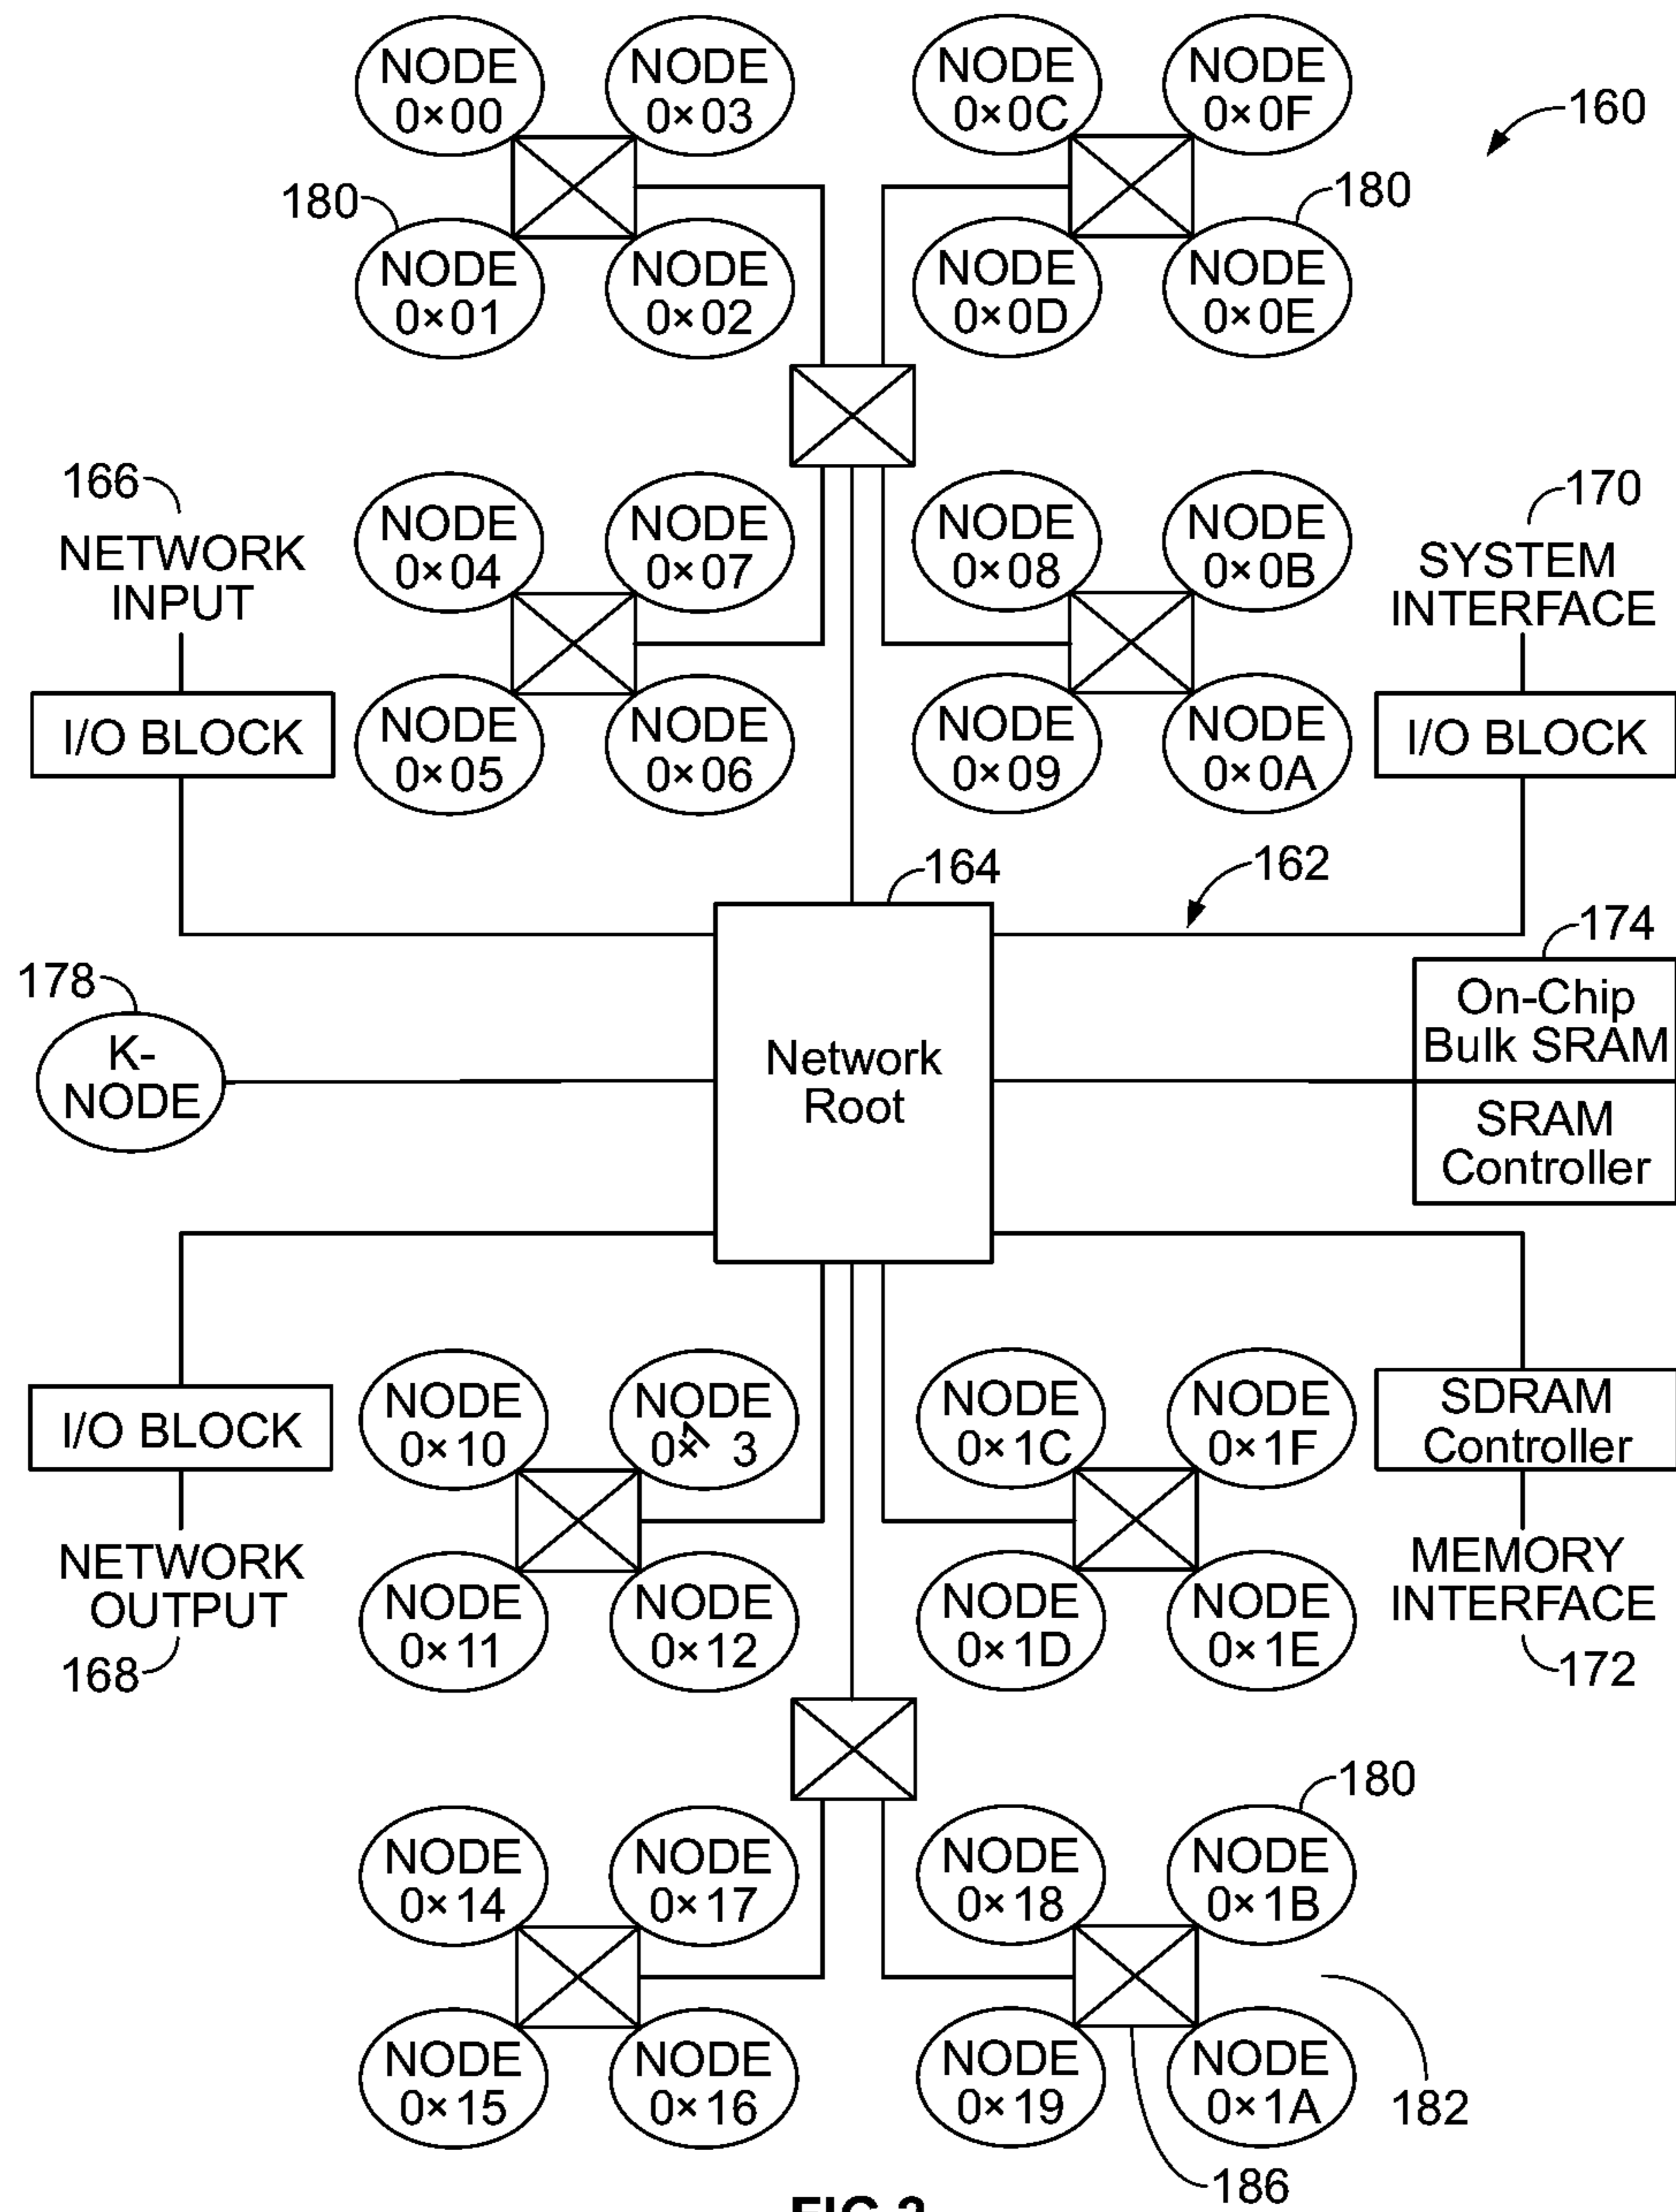 NODE
0×00
NODE
0×03
NODE
0×0C
NODE
0×0F
160
180
NODE
0×01
NODE
0×02
NODE
0×0D
NODE
0×0E
180
166
NETWORK
INPUT
I/O BLOCK
NODE
0×04
NODE
0×07
NODE
0×08
NODE
0×0B
170
SYSTEM
INTERFACE
I/O BLOCK
NODE
0×05
NODE
0×06
NODE
0×09
NODE
0×0A
164
162
174
178
K-
NODE
Network
Root
On-Chip
Bulk SRAM
SRAM
Controller
I/O BLOCK
NETWORK
OUTPUT
168
NODE
0×10
NODE
0×1 3
NODE
0×1C
NODE
0×1F
SDRAM
Controller
MEMORY
INTERFACE
172
NODE
0×11
NODE
0×12
NODE
0×1D
NODE
0×1E
180
NODE
0×14
NODE
0×17
NODE
0×18
NODE
0×1B
NODE
0×15
NODE
0×16
NODE
0×19
NODE
0×1A
182
186